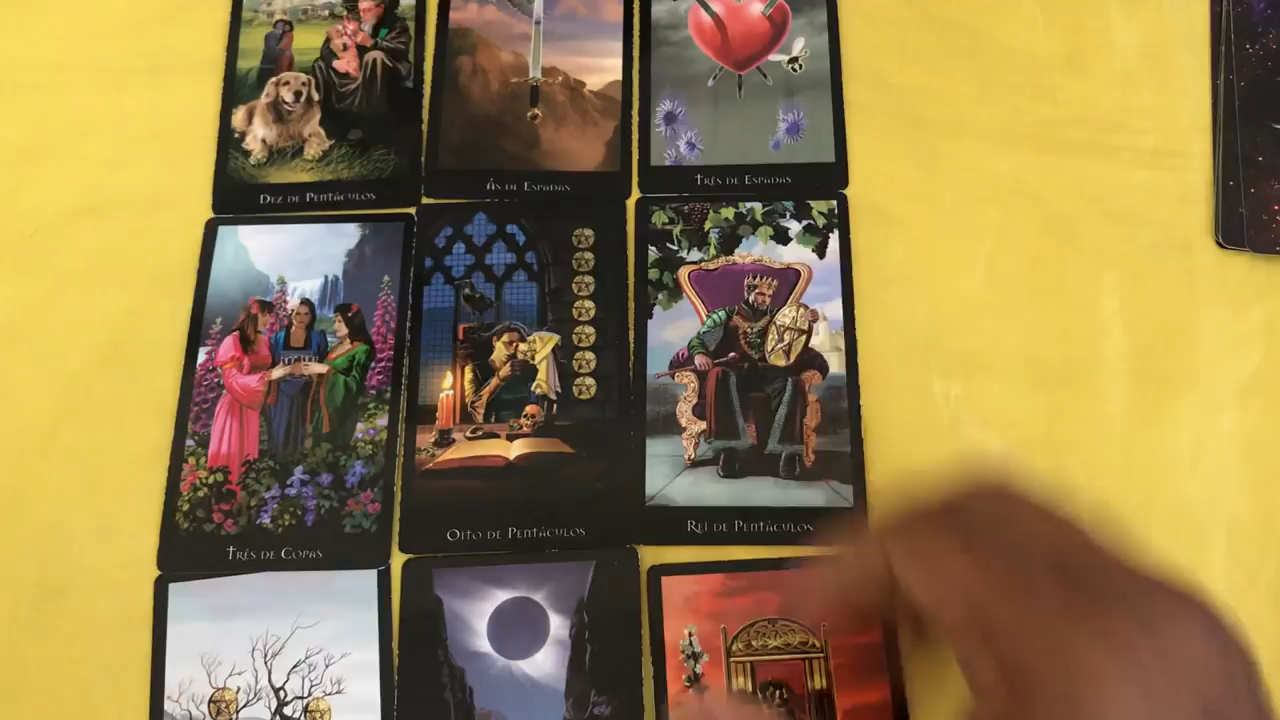 Dez de Pentáculos
Ás de Espadas
Três de Espadas
Três de Copas
Oito de Pentáculos
Rei de Pentáculos